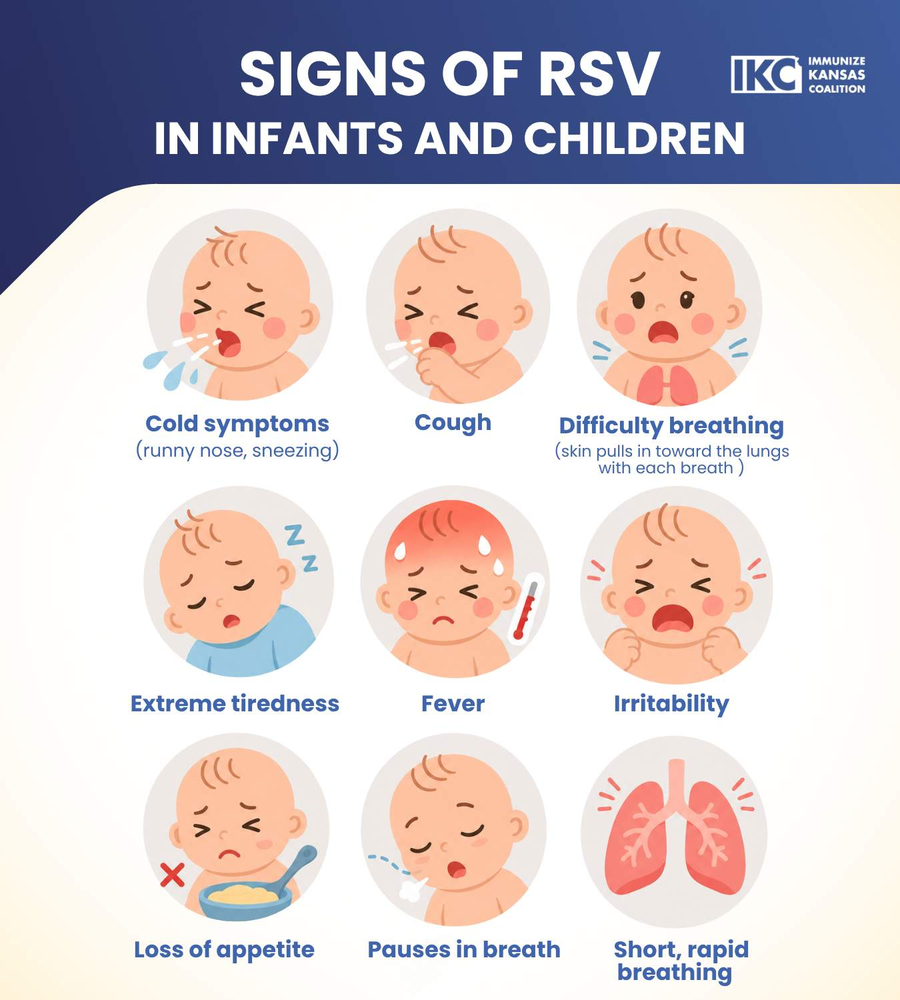 SIGNS OF RSV
IN INFANTS AND CHILDREN
IKC
IMMUNIZE
KANSAS
COALITION
Cold symptoms
(runny nose, sneezing)
Cough
Difficulty breathing
(skin pulls in toward the lungs
with each breath )
Z
Z
Extreme tiredness
Fever
Irritability
Loss of appetite
Pauses in breath
Short, rapid
breathing